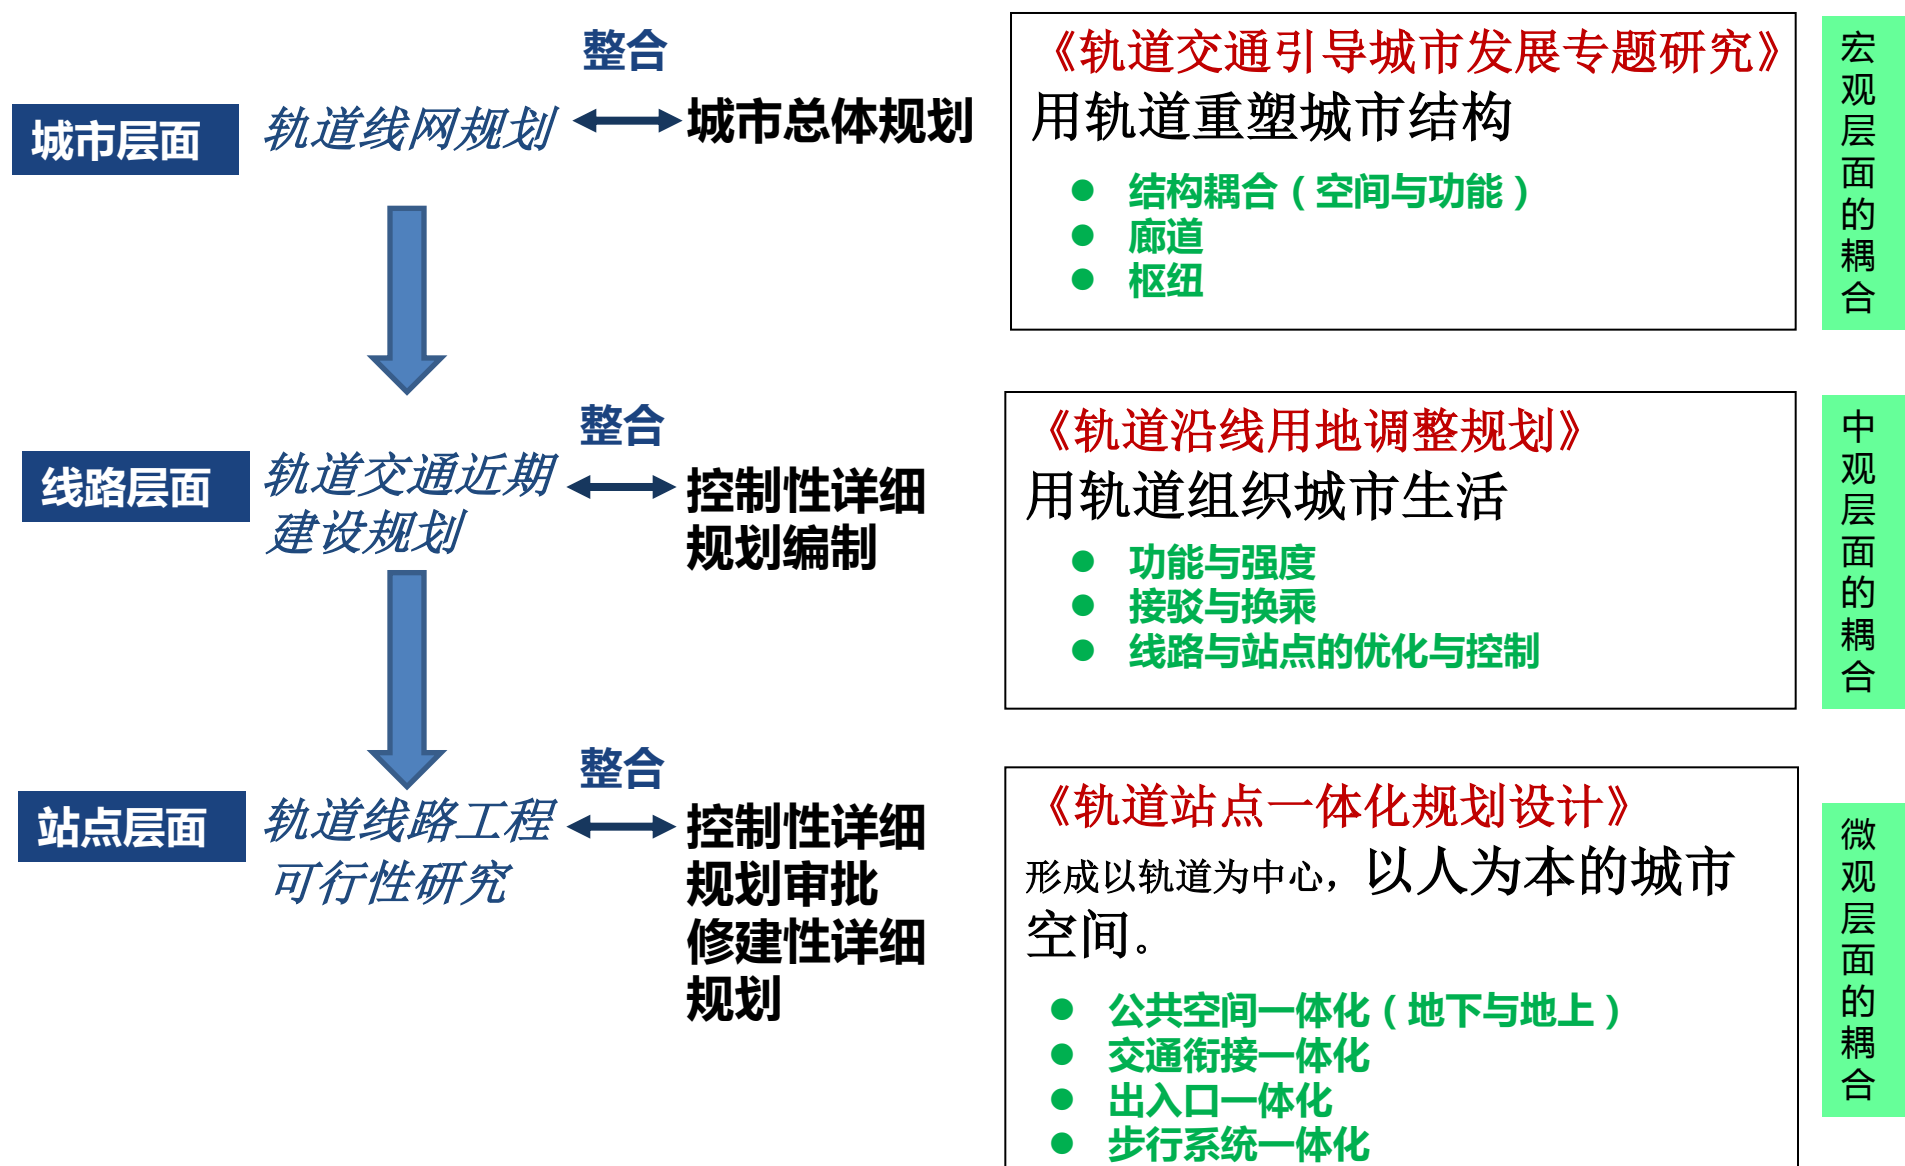 城市层面
轨道线网规划
整合
城市总体规划
《轨道交通引导城市发展专题研究》
用轨道重塑城市结构
结构耦合（空间与功能）
廊道
枢纽
宏观层面的耦合
线路层面
轨道交通近期
建设规划
整合
控制性详细
规划编制
《轨道沿线用地调整规划》
用轨道组织城市生活
功能与强度
接驳与换乘
线路与站点的优化与控制
中观层面的耦合
站点层面
轨道线路工程
可行性研究
整合
控制性详细
规划审批
修建性详细
规划
《轨道站点一体化规划设计》
形成以轨道为中心，以人为本的城市
空间。
公共空间一体化（地下与地上）
交通衔接一体化
出入口一体化
步行系统一体化
微观层面的耦合